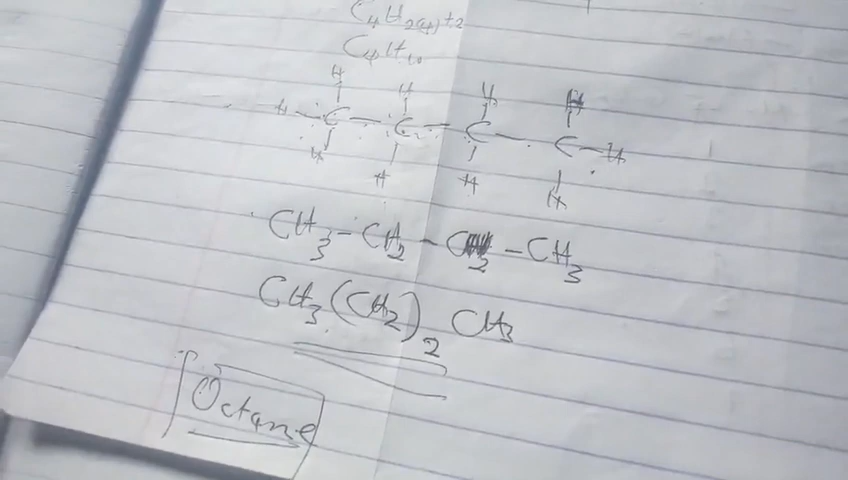 C₄H₂₍₄₎+₂
C₄H₁₀
H H H H
H – C – C – C – C – H
H H H H
CH₃ – CH₂ – CH₂ – CH₃
CH₃(CH₂)₂ CH₃
Octane